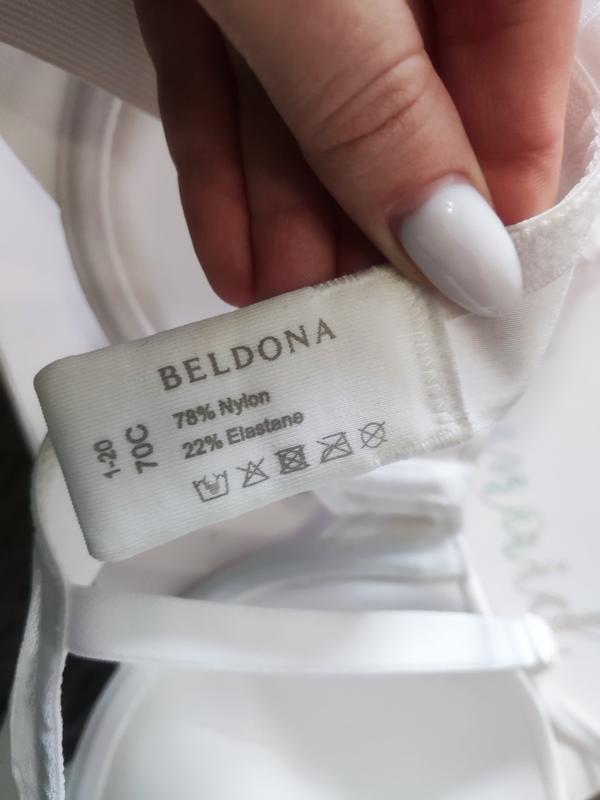 BELDONA
78% Nylon
22% Elastane
1-20
70C